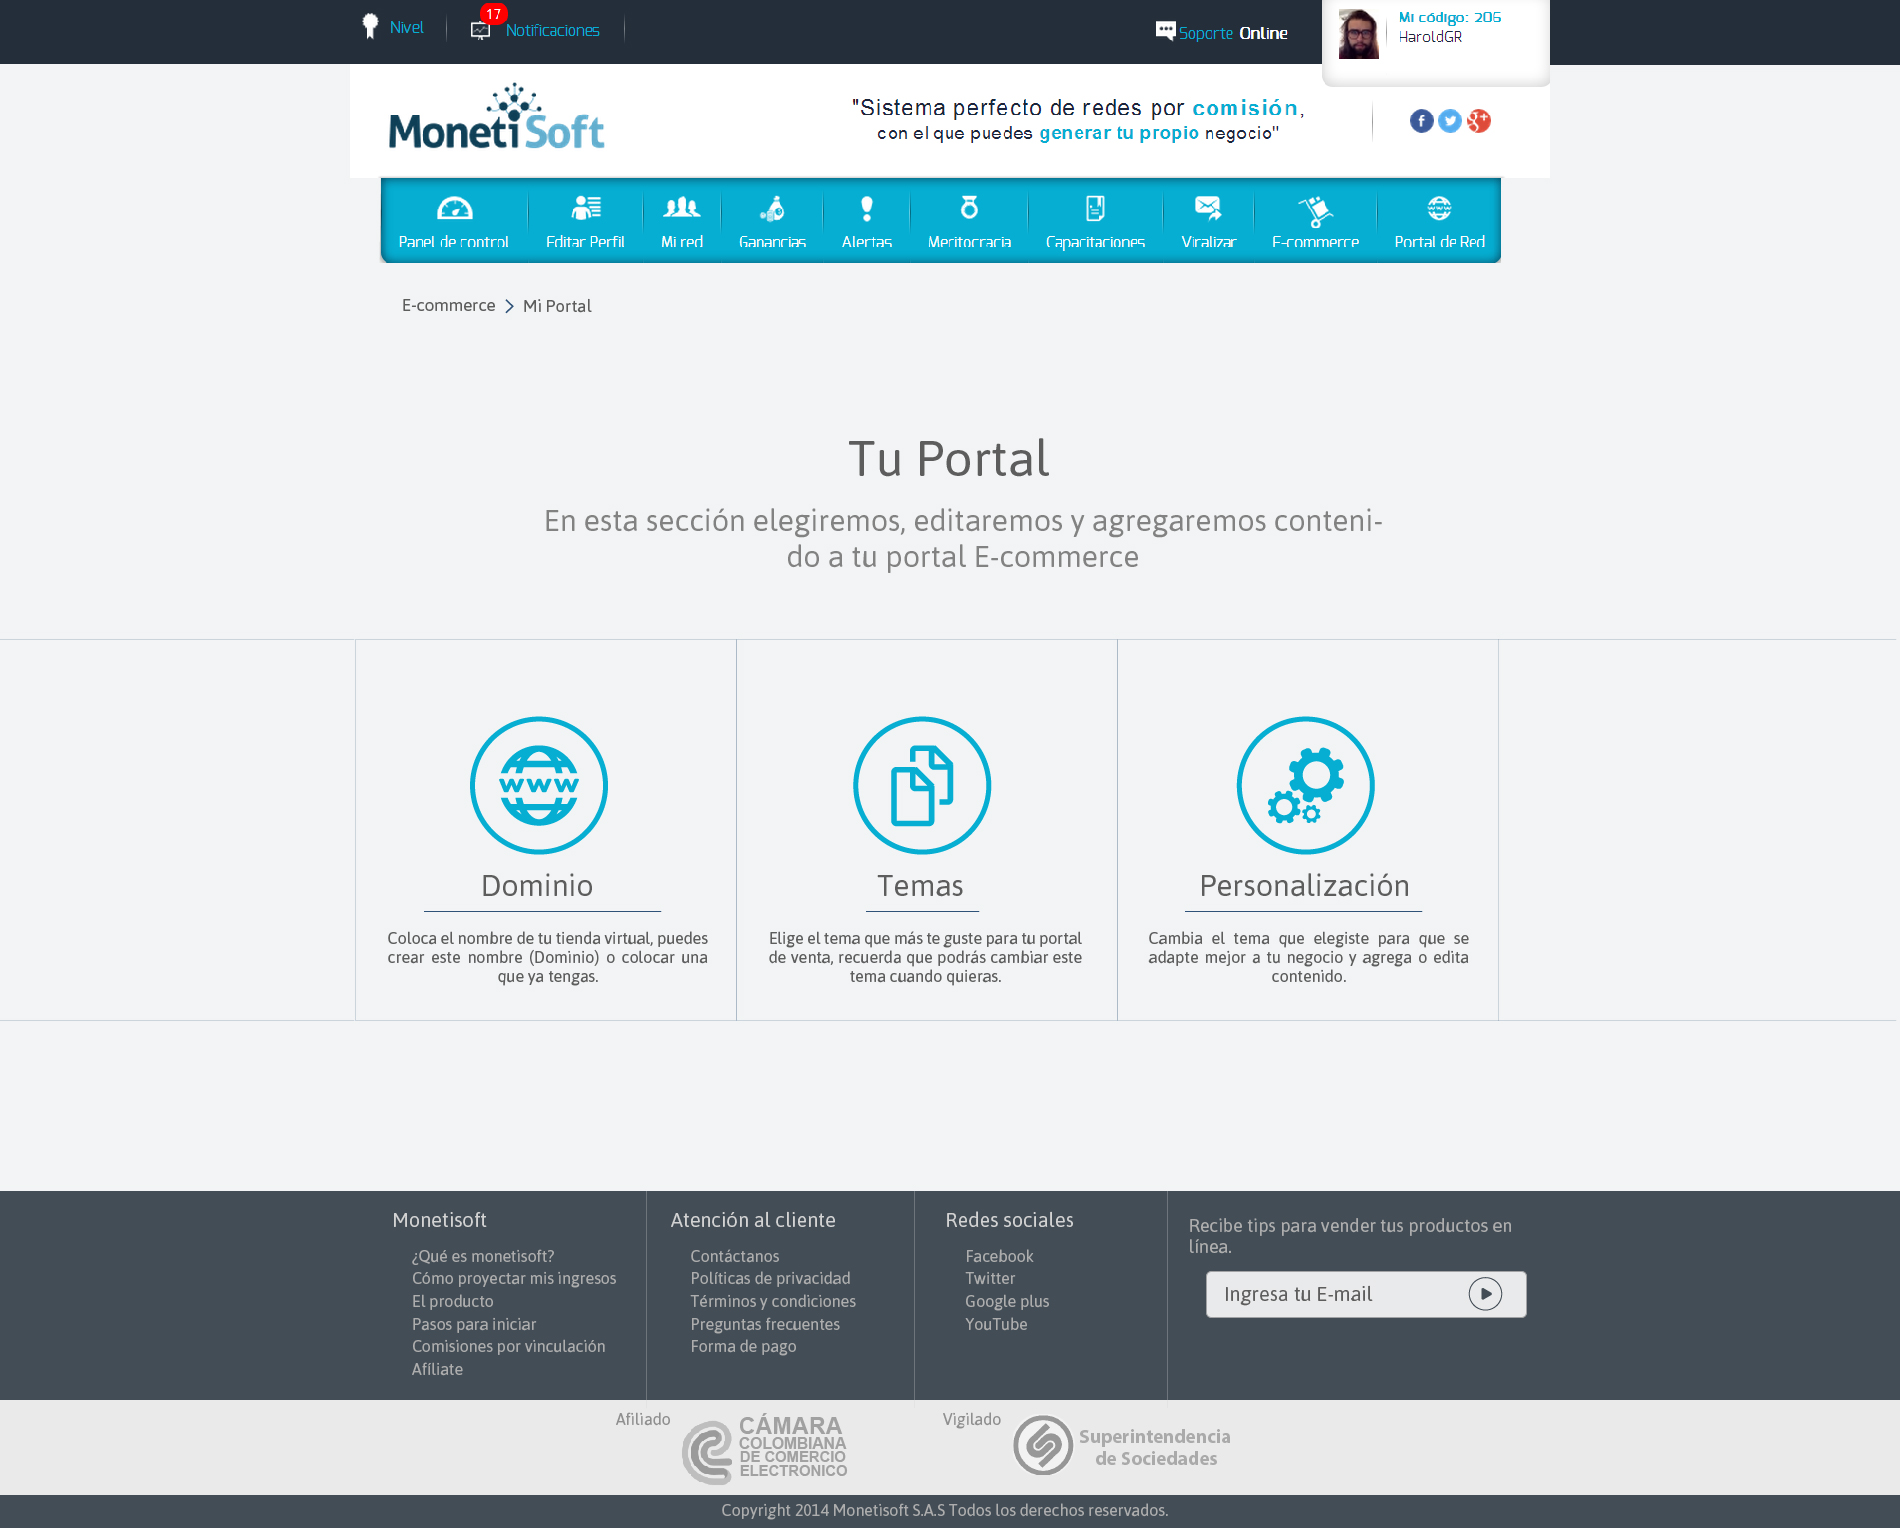 Nivel
17
Notificaciones
Soporte Online
Mi código: 206
HaroldGR
MonetiSoft
"Sistema perfecto de redes por comisión,
con el que puedes generar tu propio negocio"
Panel de control
Editar Perfil
Mi red
Ganancias
Alertas
Meritocracia
Capacitaciones
Viralizar
E-commerce
Portal de Red
E-commerce > Mi Portal
Tu Portal
En esta sección elegiremos, editaremos y agregaremos conteni-
do a tu portal E-commerce
WWW
Dominio
Coloca el nombre de tu tienda virtual, puedes
crear este nombre (Dominio) o colocar una
que ya tengas.
Temas
Elige el tema que más te guste para tu portal
de venta, recuerda que podrás cambiar este
tema cuando quieras.
Personalización
Cambia el tema que elegiste para que se
adapte mejor a tu negocio y agrega o edita
contenido.
Monetisoft
¿Qué es monetisoft?
Cómo proyectar mis ingresos
El producto
Pasos para iniciar
Comisiones por vinculación
Afíliate
Atención al cliente
Contáctanos
Políticas de privacidad
Términos y condiciones
Preguntas frecuentes
Forma de pago
Redes sociales
Facebook
Twitter
Google plus
YouTube
Recibe tips para vender tus productos en
línea.
Ingresa tu E-mail
Afiliado
CÁMARA
COLOMBIANA
DE COMERCIO
ELECTRONICO
Vigilado
Superintendencia
de Sociedades
Copyright 2014 Monetisoft S.A.S Todos los derechos reservados.